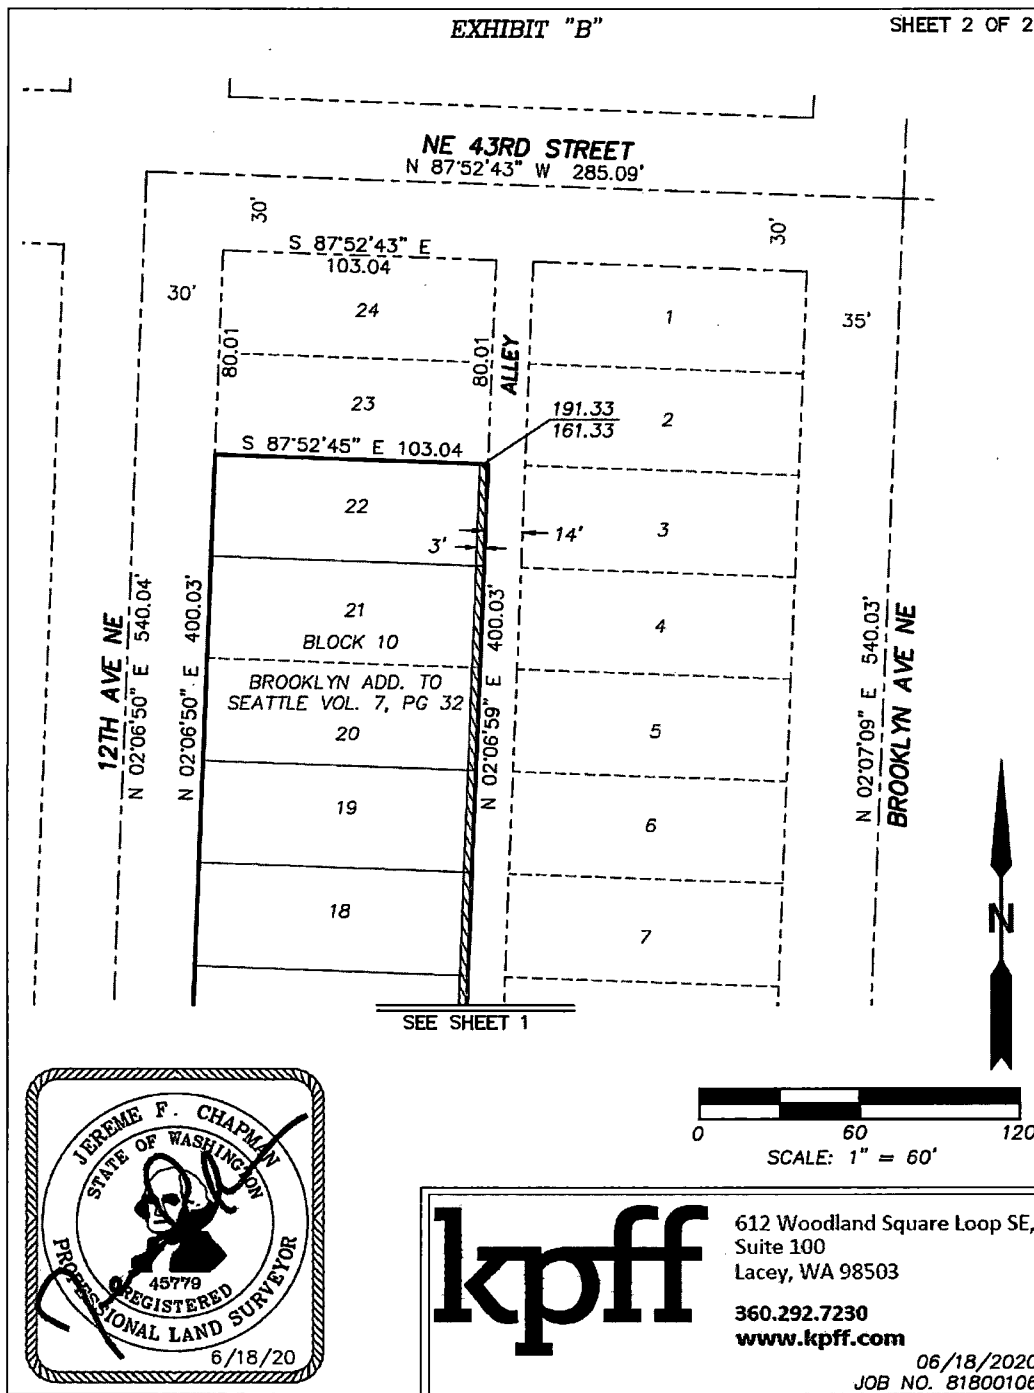 EXHIBIT "B"
SHEET 2 OF 2
NE 43RD STREET
N 87°52'43" W 285.09'
30'
30'
S 87°52'43" E
103.04
30'
24
1
35'
80.01
80.01
ALLEY
23
2
191.33
161.33
S 87°52'45" E 103.04
22
3
3'
14'
21
4
BLOCK 10
12TH AVE NE
N 02°06'50" E 540.04'
N 02°06'50" E 400.03'
N 02°06'59" E 400.03'
N 02°07'09" E 540.03'
BROOKLYN AVE NE
BROOKLYN ADD. TO
SEATTLE VOL. 7, PG 32
20
5
19
6
18
7
N
SEE SHEET 1
0 60 120
SCALE: 1" = 60'
JEREME F. CHAPMAN
STATE OF WASHINGTON
45779
REGISTERED
PROFESSIONAL LAND SURVEYOR
6/18/20
kpff
612 Woodland Square Loop SE,
Suite 100
Lacey, WA 98503
360.292.7230
www.kpff.com
06/18/2020
JOB NO. 81800106